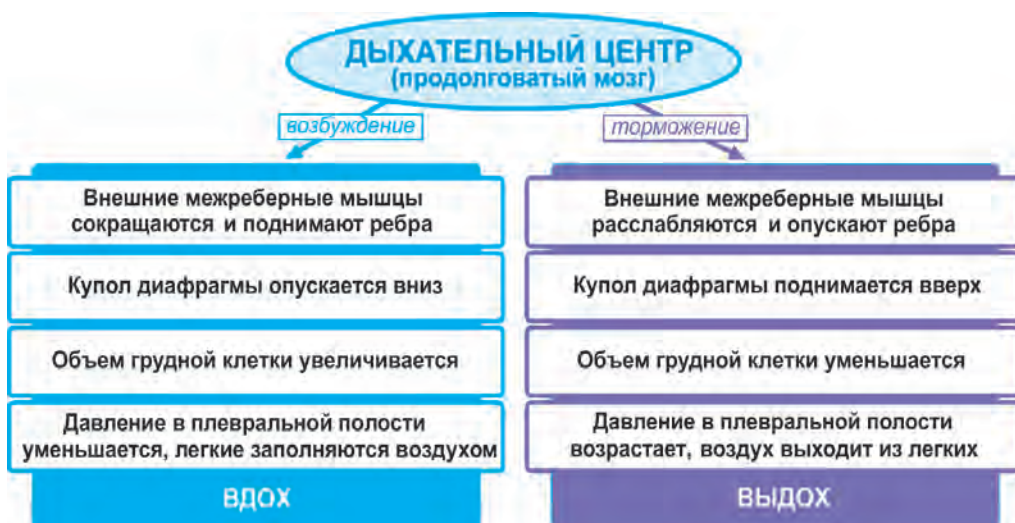 ДЫХАТЕЛЬНЫЙ ЦЕНТР
(продолговатый мозг)
возбуждение
торможение
Внешние межреберные мышцы
сокращаются и поднимают ребра
Купол диафрагмы опускается вниз
Объем грудной клетки увеличивается
Давление в плевральной полости
уменьшается, легкие заполняются воздухом
ВДОХ
Внешние межреберные мышцы
расслабляются и опускают ребра
Купол диафрагмы поднимается вверх
Объем грудной клетки уменьшается
Давление в плевральной полости
возрастает, воздух выходит из легких
ВЫДОХ